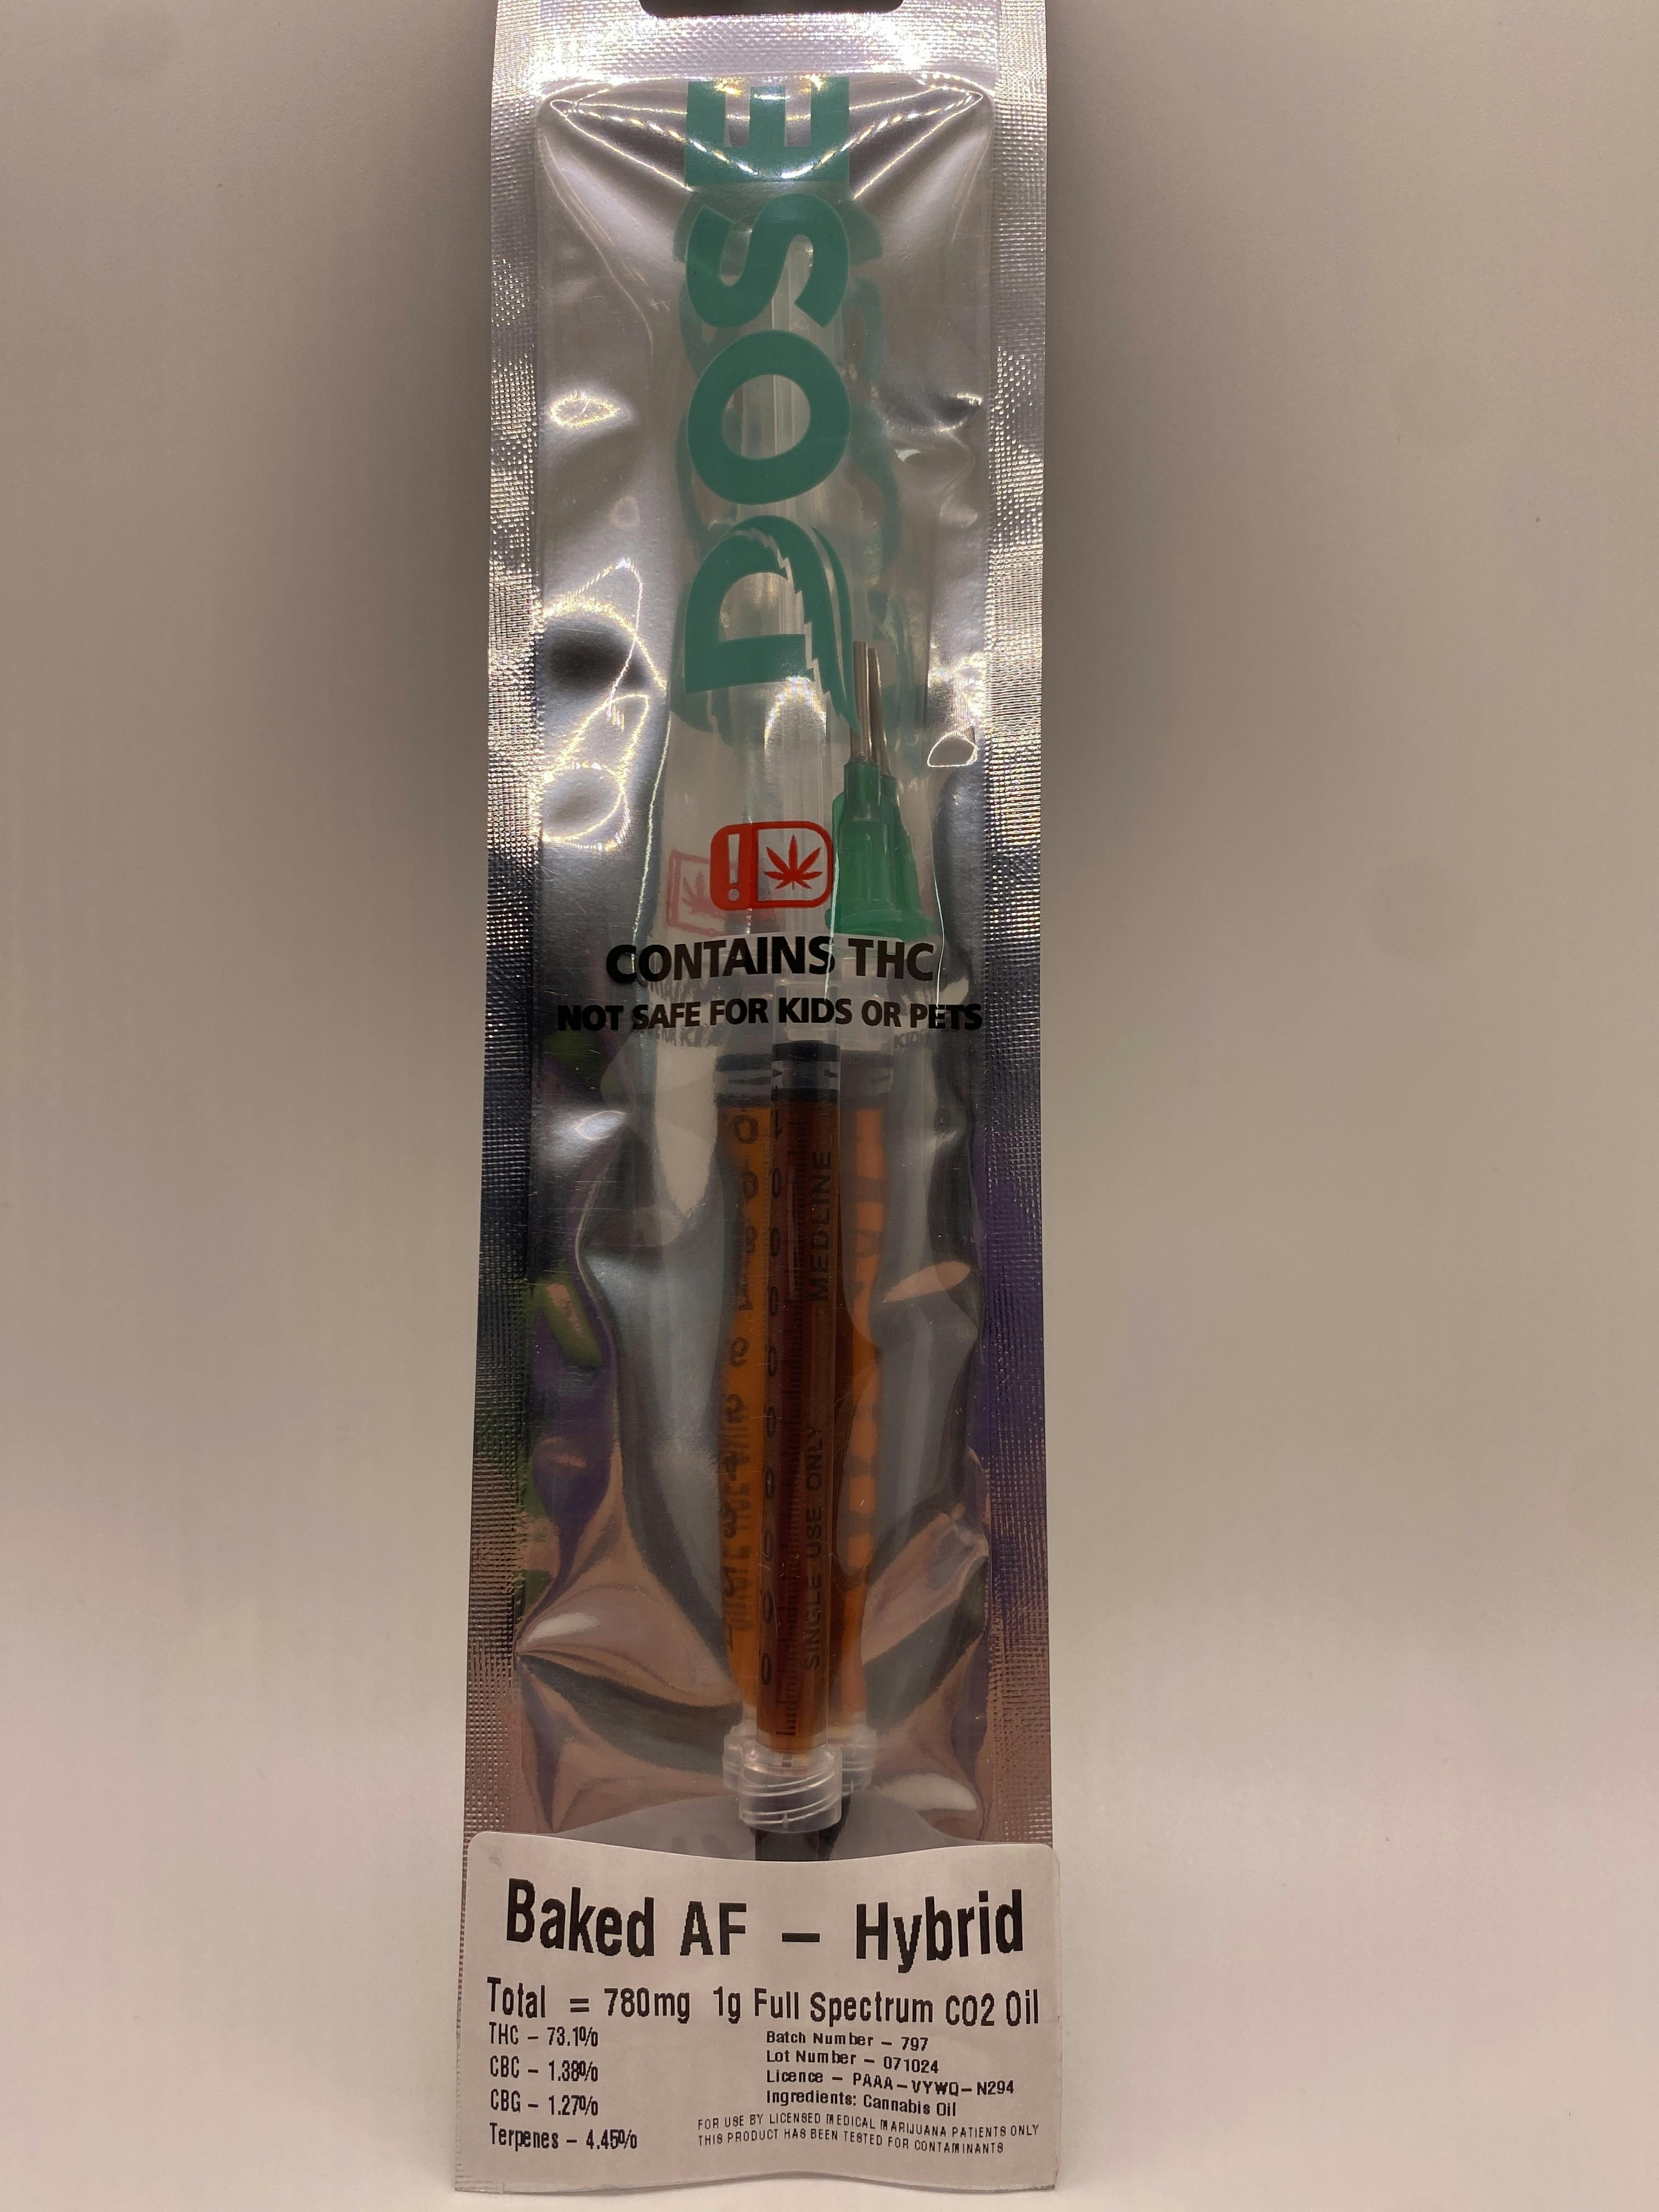 DOSE
!
CONTAINS THC
NOT SAFE FOR KIDS OR PETS
MEDLINE
SINGLE USE ONLY
Baked AF – Hybrid
Total = 780mg 1g Full Spectrum CO2 Oil
THC – 73.1%
CBC – 1.38%
CBG – 1.27%
Terpenes – 4.45%
Batch Number – 797
Lot Number – 071024
Licence – PAAA-VYWQ-N294
Ingredients: Cannabis Oil
FOR USE BY LICENSED MEDICAL MARIJUANA PATIENTS ONLY
THIS PRODUCT HAS BEEN TESTED FOR CONTAMINANTS